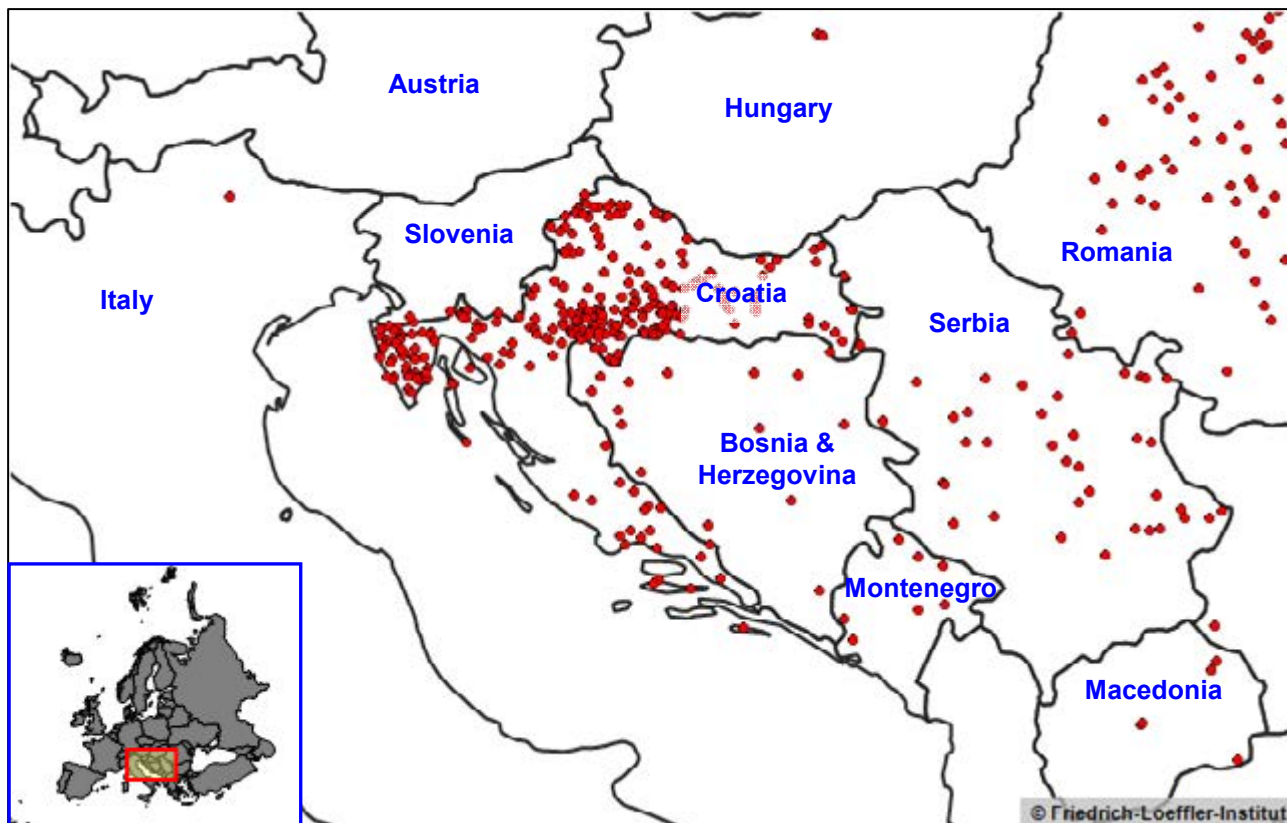 Austria
Hungary
Slovenia
Romania
Italy
Croatia
Serbia
Bosnia &
Herzegovina
Montenegro
Macedonia
© Friedrich-Loeffler-Institut